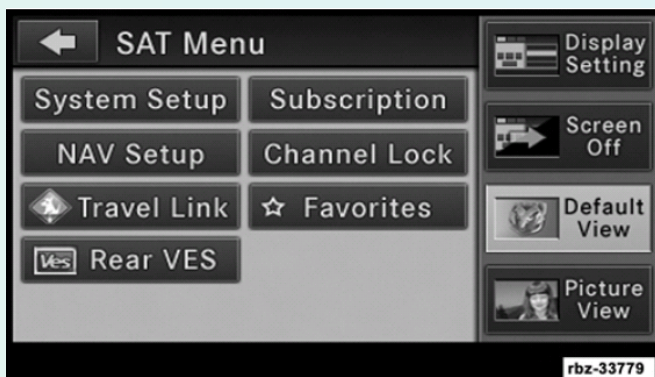 SAT Menu
System Setup
Subscription
NAV Setup
Channel Lock
Travel Link
Favorites
Ves Rear VES
Display
Setting
Screen
Off
Default
View
Picture
View
rbz-33779